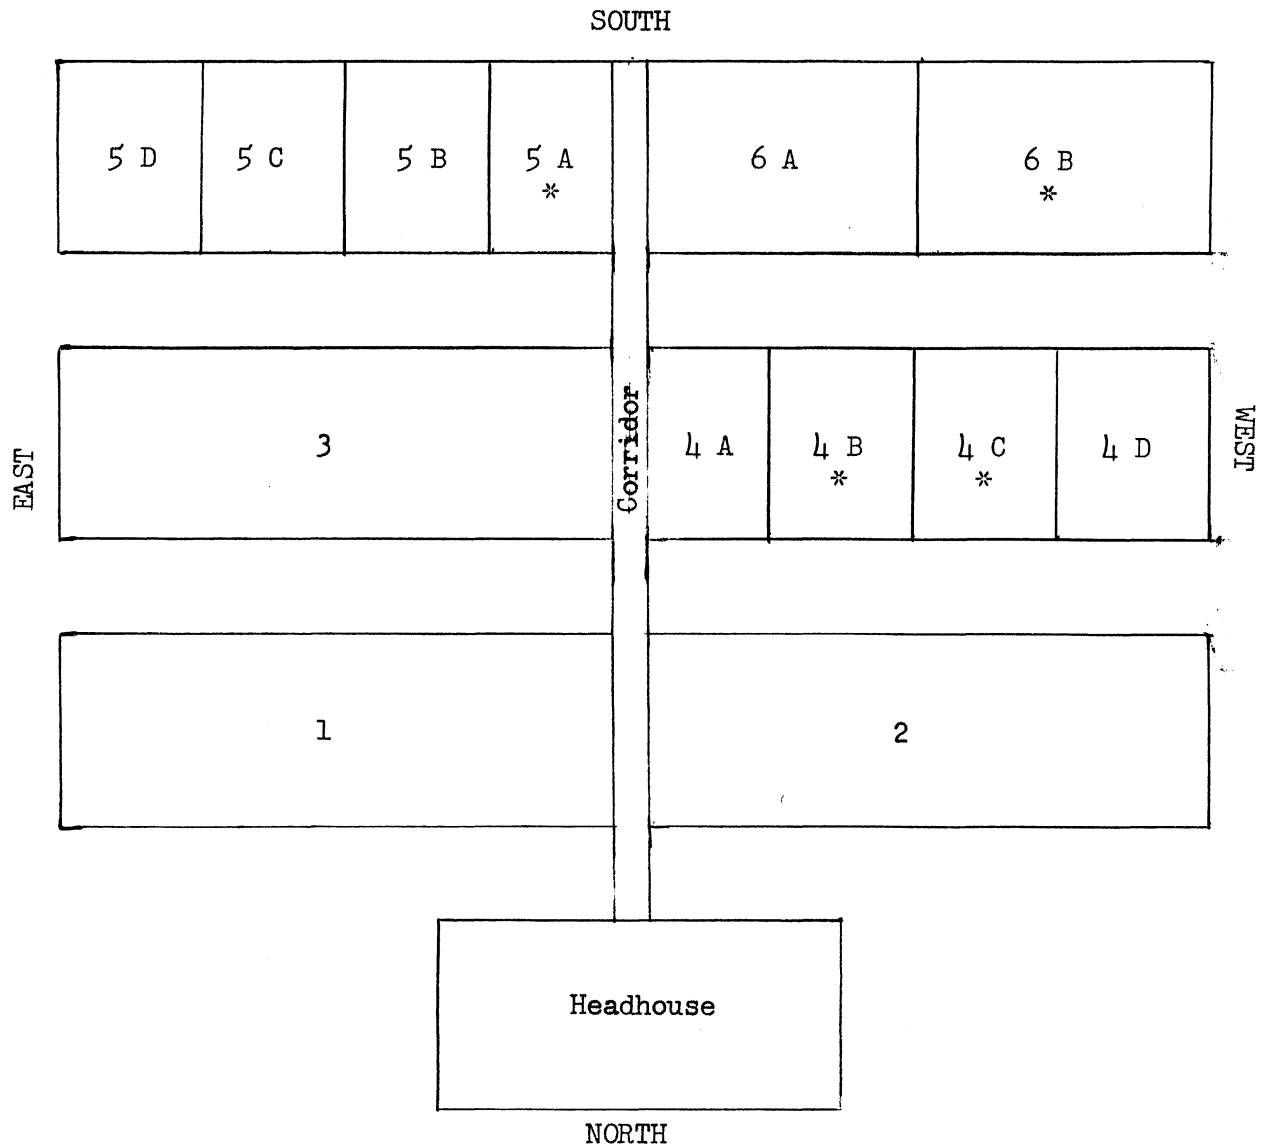 SOUTH
5 D 5 C 5 B 5 A 6 A 6 B
* *
EAST
3
Corridor
4 A 4 B 4 C 4 D
* *
WEST
1 2
Headhouse
NORTH